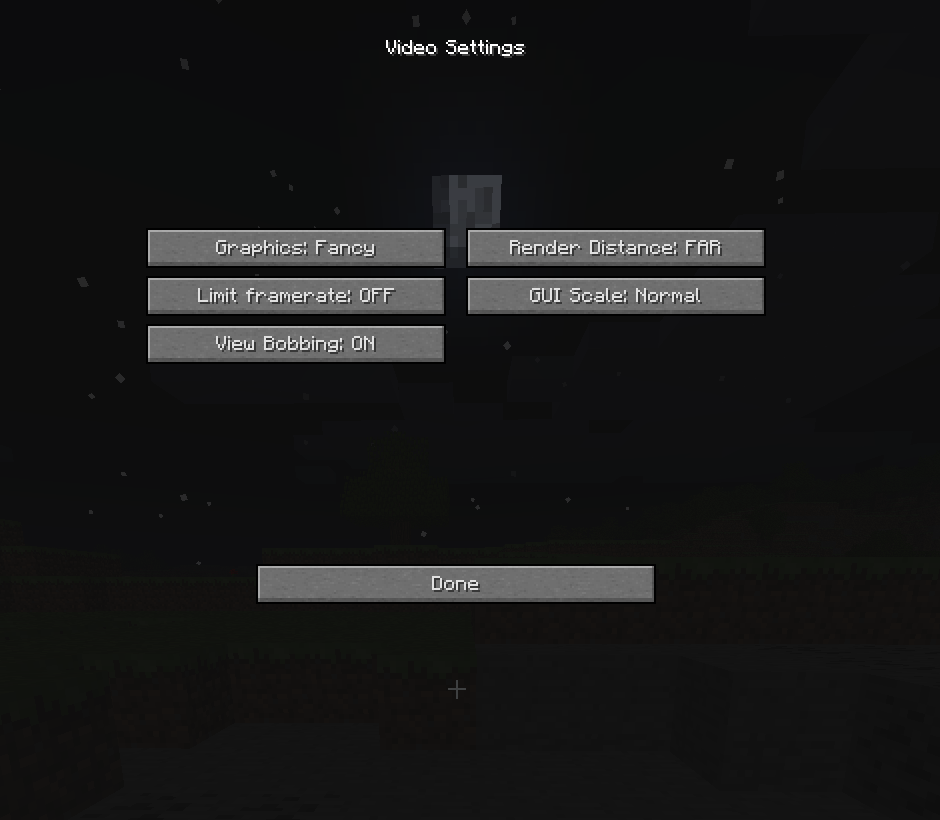 Video Settings
Graphics: Fancy
Render Distance: FAR
Limit framerate: OFF
GUI Scale: Normal
View Bobbing: ON
Done